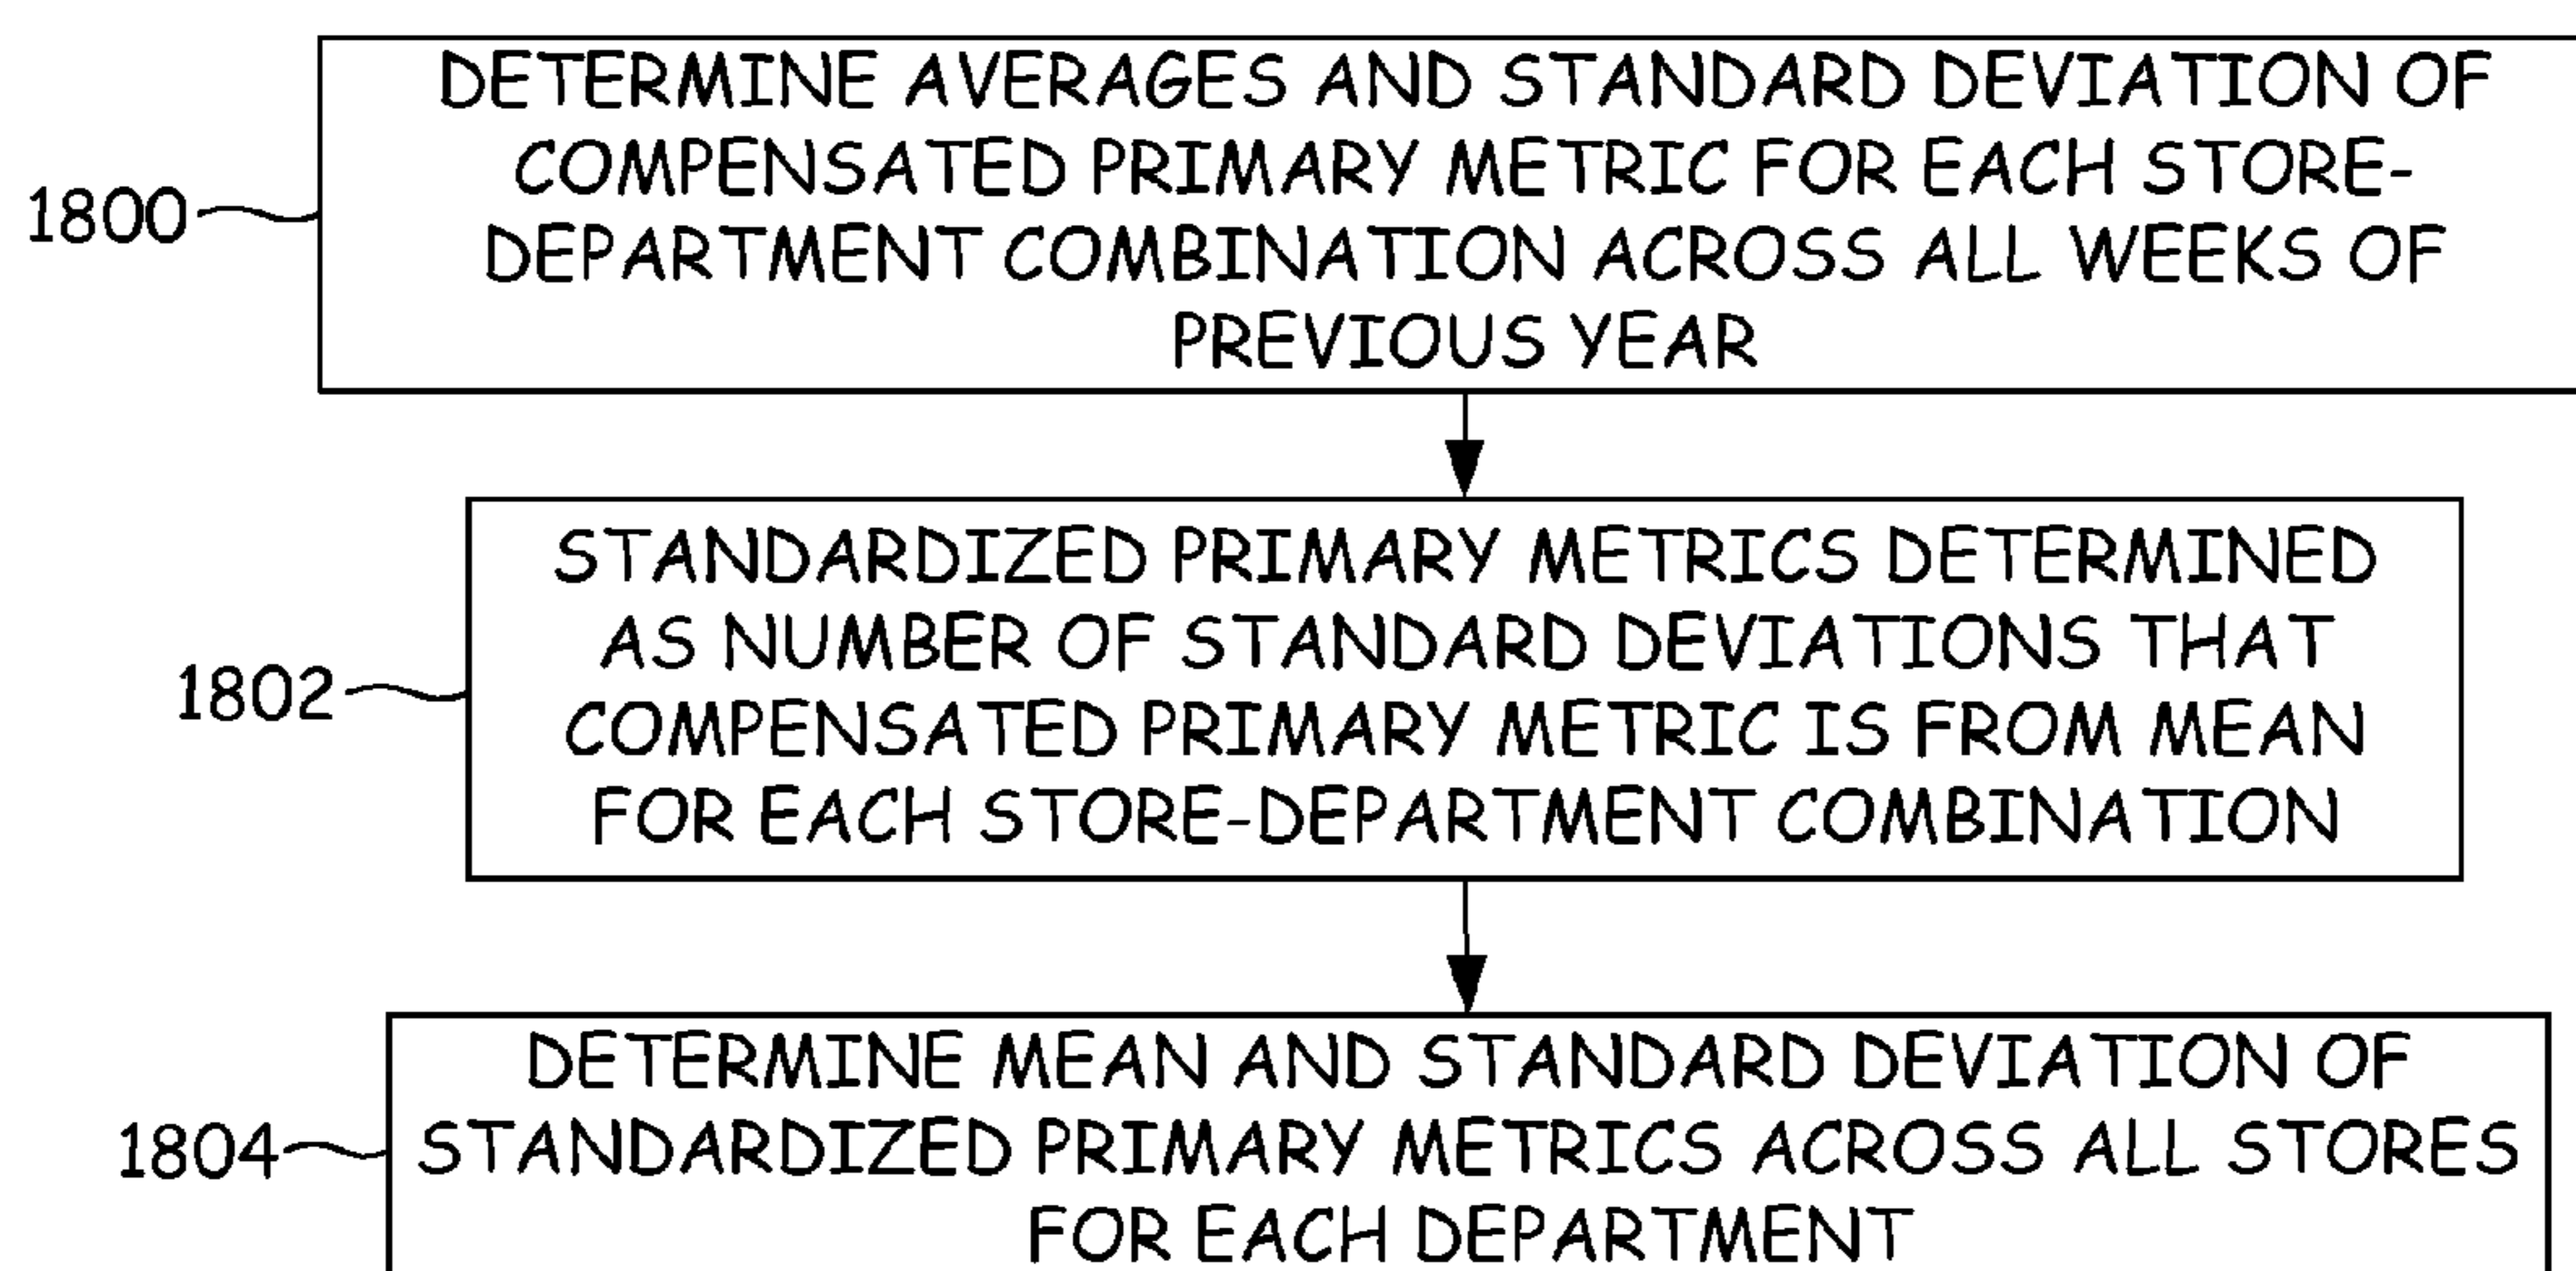 DETERMINE AVERAGES AND STANDARD DEVIATION OF
COMPENSATED PRIMARY METRIC FOR EACH STORE-
DEPARTMENT COMBINATION ACROSS ALL WEEKS OF
PREVIOUS YEAR
1800
STANDARDIZED PRIMARY METRICS DETERMINED
AS NUMBER OF STANDARD DEVIATIONS THAT
COMPENSATED PRIMARY METRIC IS FROM MEAN
FOR EACH STORE-DEPARTMENT COMBINATION
1802
DETERMINE MEAN AND STANDARD DEVIATION OF
STANDARDIZED PRIMARY METRICS ACROSS ALL STORES
FOR EACH DEPARTMENT
1804